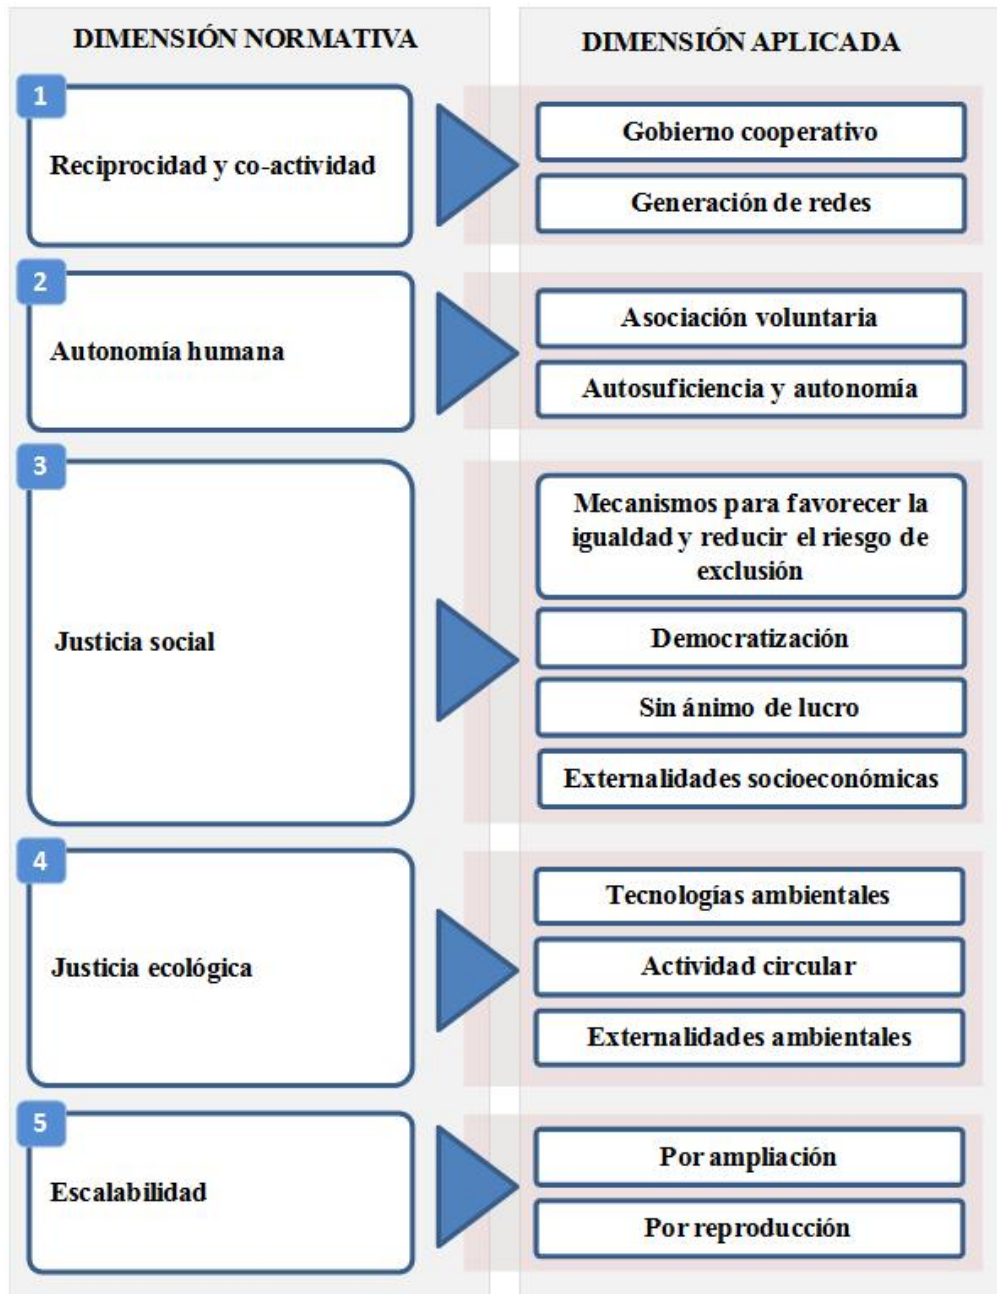 DIMENSIÓN NORMATIVA
DIMENSIÓN APLICADA
1
Reciprocidad y co-actividad
Gobierno cooperativo
Generación de redes
2
Autonomía humana
Asociación voluntaria
Autosuficiencia y autonomía
3
Justicia social
Mecanismos para favorecer la
igualdad y reducir el riesgo de
exclusión
Democratización
Sin ánimo de lucro
Externalidades socioeconómicas
4
Justicia ecológica
Tecnologías ambientales
Actividad circular
Externalidades ambientales
5
Escalabilidad
Por ampliación
Por reproducción